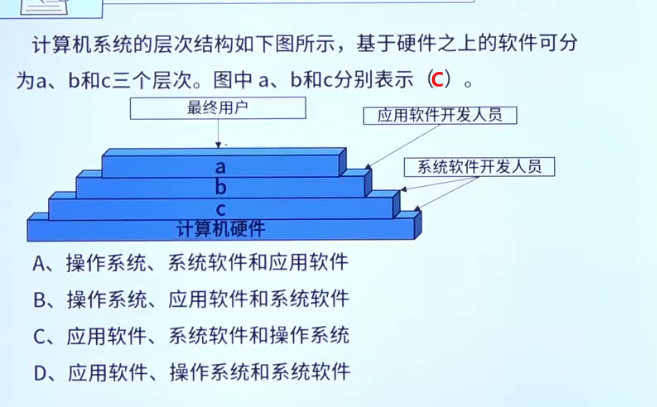 计算机系统的层次结构如下图所示，基于硬件之上的软件可分
为a、b和c三个层次。图中 a、b和c分别表示（C）。
最终用户
应用软件开发人员
系统软件开发人员
a
b
c
计算机硬件
A、操作系统、系统软件和应用软件
B、操作系统、应用软件和系统软件
C、应用软件、系统软件和操作系统
D、应用软件、操作系统和系统软件